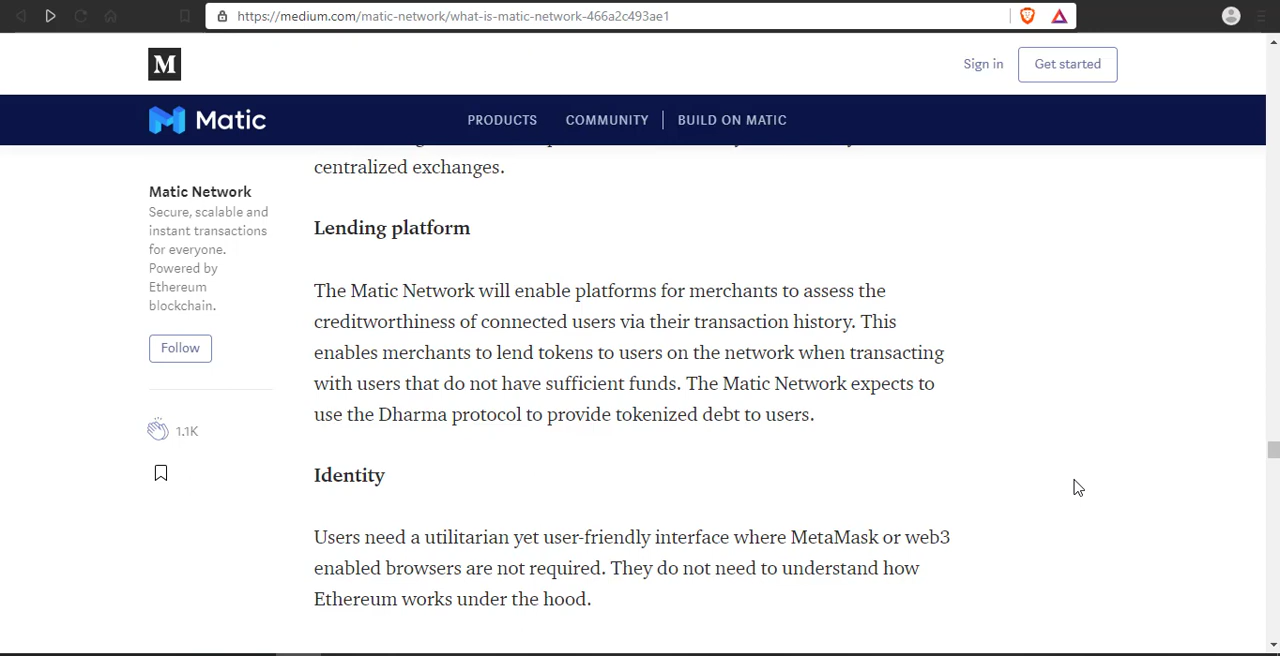 https://medium.com/matic-network/what-is-matic-network-466a2c493ae1
M
Sign in
Get started
Matic
PRODUCTS
COMMUNITY
BUILD ON MATIC
centralized exchanges.
Matic Network
Secure, scalable and
instant transactions
for everyone.
Powered by
Ethereum
blockchain.
Follow
1.1K
Lending platform
The Matic Network will enable platforms for merchants to assess the
creditworthiness of connected users via their transaction history. This
enables merchants to lend tokens to users on the network when transacting
with users that do not have sufficient funds. The Matic Network expects to
use the Dharma protocol to provide tokenized debt to users.
Identity
Users need a utilitarian yet user-friendly interface where MetaMask or web3
enabled browsers are not required. They do not need to understand how
Ethereum works under the hood.